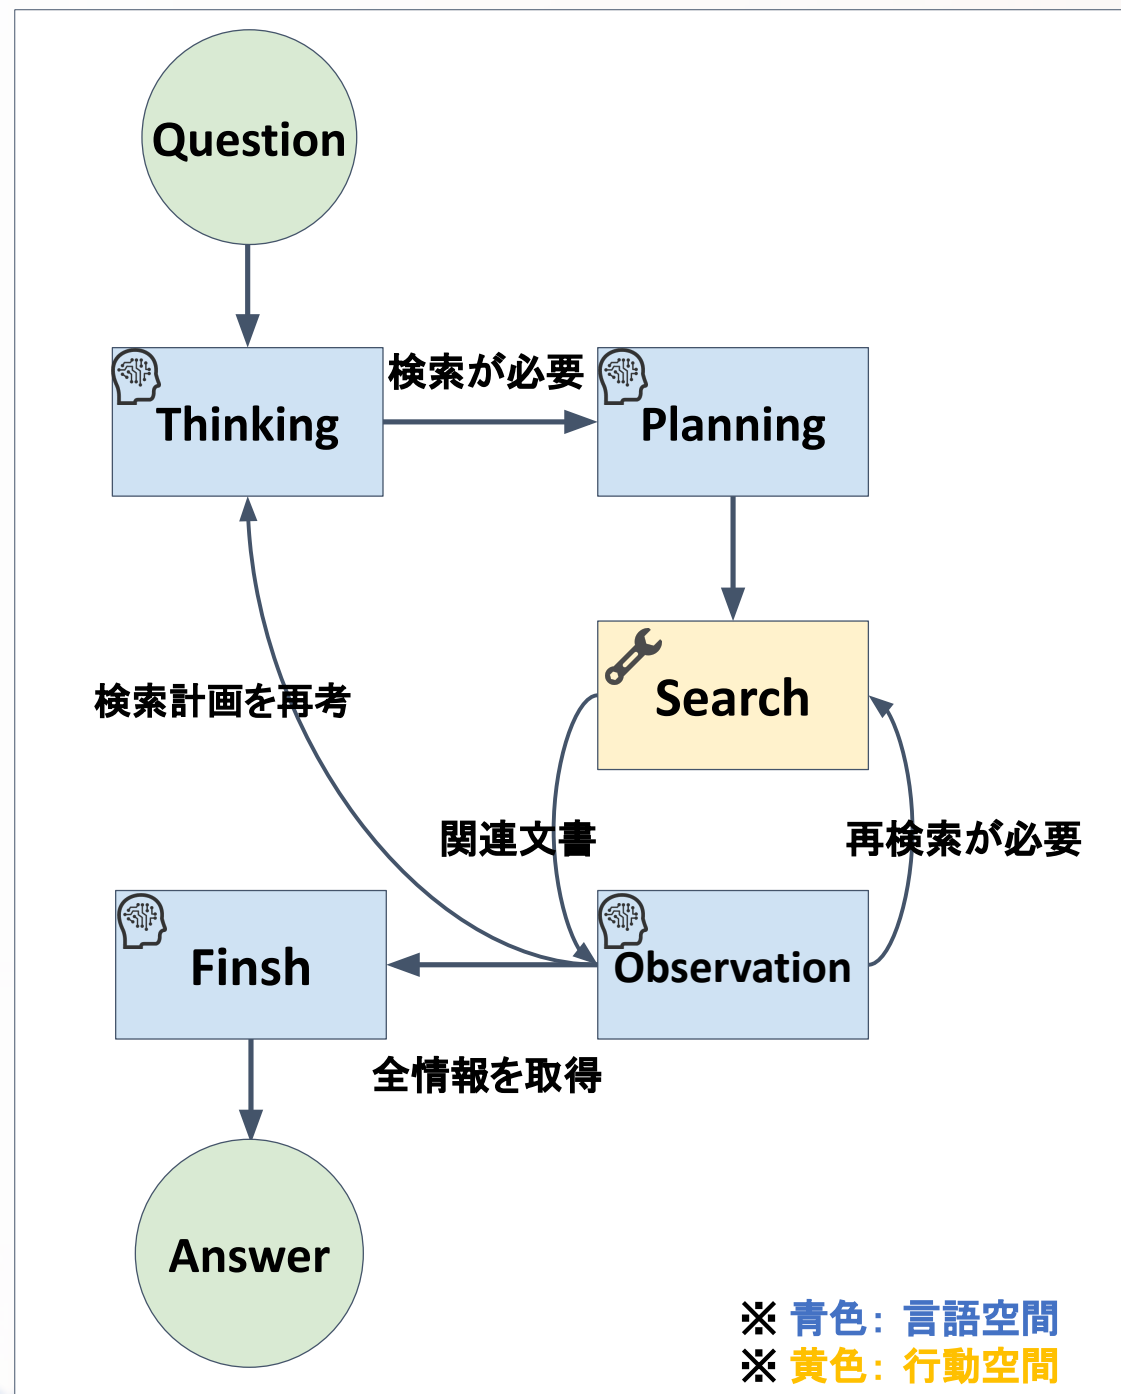 Question
検索が必要
Thinking
Planning
Search
検索計画を再考
関連文書
再検索が必要
Finsh
Observation
全情報を取得
Answer
※ 青色: 言語空間
※ 黄色: 行動空間